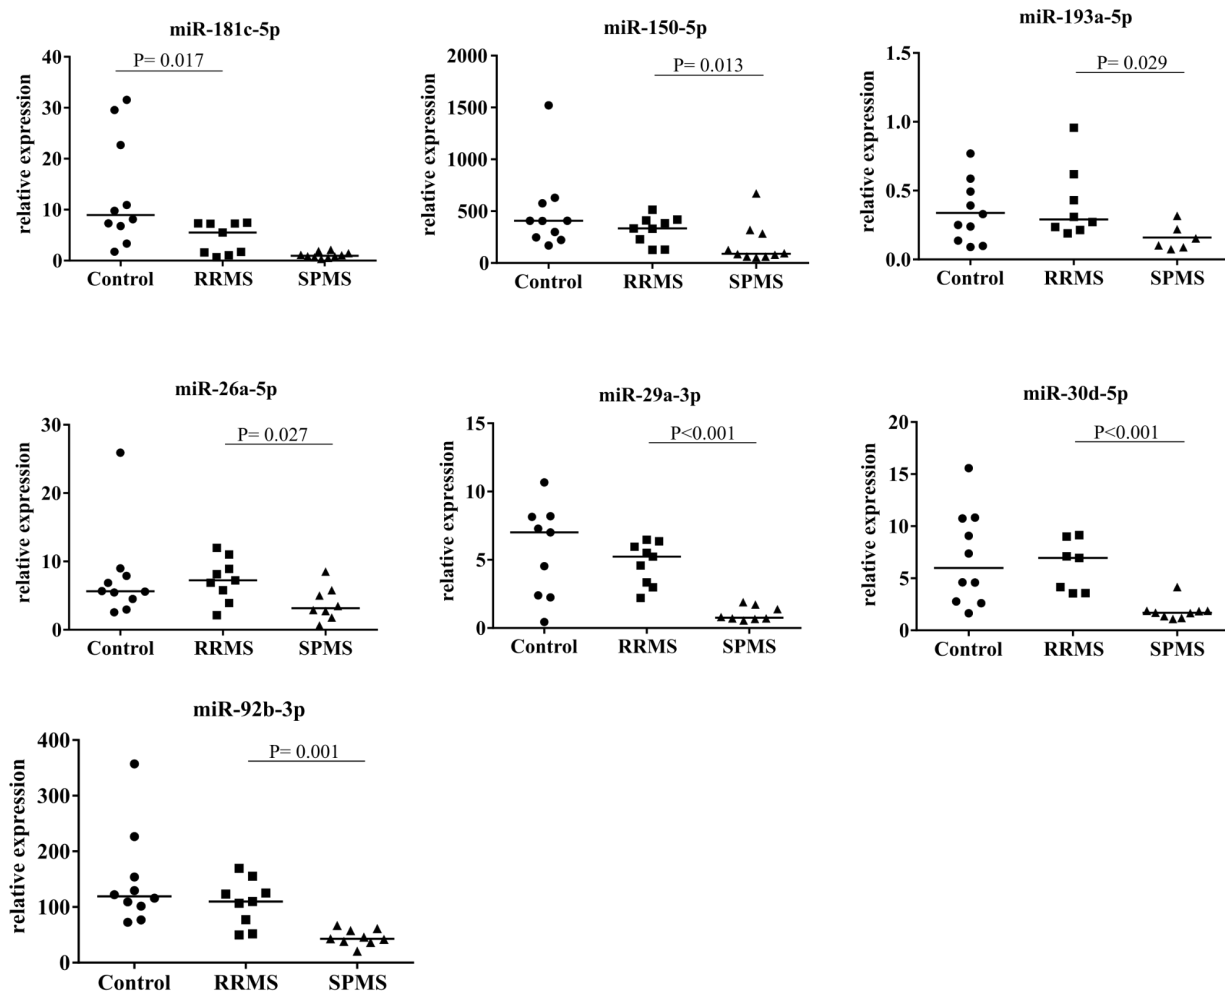 miR-181c-5p
P= 0.017
relative expression
40
30
20
10
0
Control RRMS SPMS
miR-150-5p
P= 0.013
relative expression
2000
1500
1000
500
0
Control RRMS SPMS
miR-193a-5p
P= 0.029
relative expression
1.5
1.0
0.5
0.0
Control RRMS SPMS
miR-26a-5p
P= 0.027
relative expression
30
20
10
0
Control RRMS SPMS
miR-29a-3p
P<0.001
relative expression
15
10
5
0
Control RRMS SPMS
miR-30d-5p
P<0.001
relative expression
20
15
10
5
0
Control RRMS SPMS
miR-92b-3p
P= 0.001
relative expression
400
300
200
100
0
Control RRMS SPMS